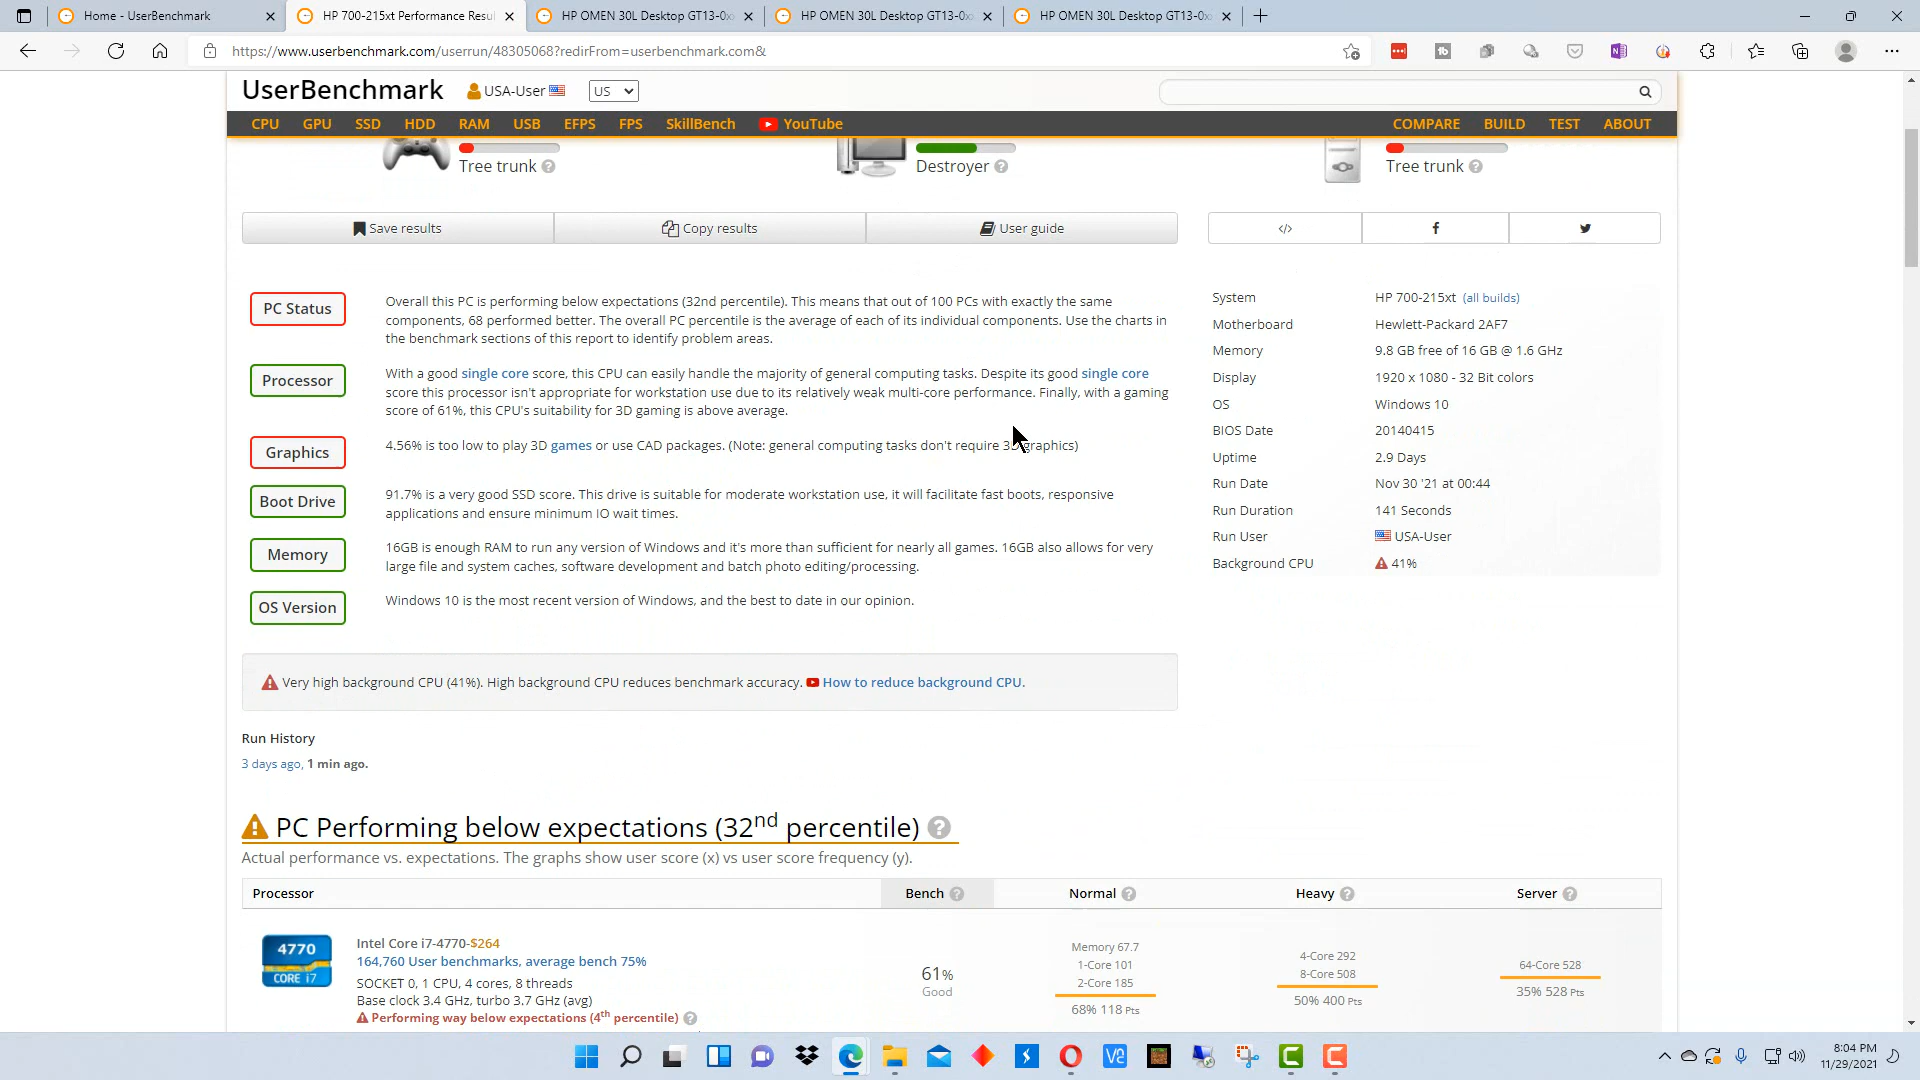 Home - UserBenchmark
HP 700-215xt Performance Resu
HP OMEN 30L Desktop GT13-0x
HP OMEN 30L Desktop GT13-0x
HP OMEN 30L Desktop GT13-0x
https://www.userbenchmark.com/userrun/48305068?redirFrom=userbenchmark.com&
UserBenchmark
USA-User
US
CPU GPU SSD HDD RAM USB EFPS FPS SkillBench YouTube COMPARE BUILD TEST ABOUT
Tree trunk
Destroyer
Tree trunk
Save results
Copy results
User guide
PC Status
Overall this PC is performing below expectations (32nd percentile). This means that out of 100 PCs with exactly the same
components, 68 performed better. The overall PC percentile is the average of each of its individual components. Use the charts in
the benchmark sections of this report to identify problem areas.
Processor
With a good single core score, this CPU can easily handle the majority of general computing tasks. Despite its good single core
score this processor isn't appropriate for workstation use due to its relatively weak multi-core performance. Finally, with a gaming
score of 61%, this CPU's suitability for 3D gaming is above average.
Graphics
4.56% is too low to play 3D games or use CAD packages. (Note: general computing tasks don't require 3D graphics)
Boot Drive
91.7% is a very good SSD score. This drive is suitable for moderate workstation use, it will facilitate fast boots, responsive
applications and ensure minimum IO wait times.
Memory
16GB is enough RAM to run any version of Windows and it's more than sufficient for nearly all games. 16GB also allows for very
large file and system caches, software development and batch photo editing/processing.
OS Version
Windows 10 is the most recent version of Windows, and the best to date in our opinion.
System HP 700-215xt (all builds)
Motherboard Hewlett-Packard 2AF7
Memory 9.8 GB free of 16 GB @ 1.6 GHz
Display 1920 x 1080 - 32 Bit colors
OS Windows 10
BIOS Date 20140415
Uptime 2.9 Days
Run Date Nov 30 '21 at 00:44
Run Duration 141 Seconds
Run User USA-User
Background CPU 41%
Very high background CPU (41%). High background CPU reduces benchmark accuracy. How to reduce background CPU.
Run History
3 days ago, 1 min ago.
PC Performing below expectations (32nd percentile)
Actual performance vs. expectations. The graphs show user score (x) vs user score frequency (y).
Processor Bench Normal Heavy Server
4770
CORE i7
Intel Core i7-4770-$264
164,760 User benchmarks, average bench 75%
SOCKET 0, 1 CPU, 4 cores, 8 threads
Base clock 3.4 GHz, turbo 3.7 GHz (avg)
Performing way below expectations (4th percentile)
61%
Good
Memory 67.7
1-Core 101
2-Core 185
68% 118 Pts
4-Core 292
8-Core 508
50% 400 Pts
64-Core 528
35% 528 Pts
8:04 PM
11/29/2021